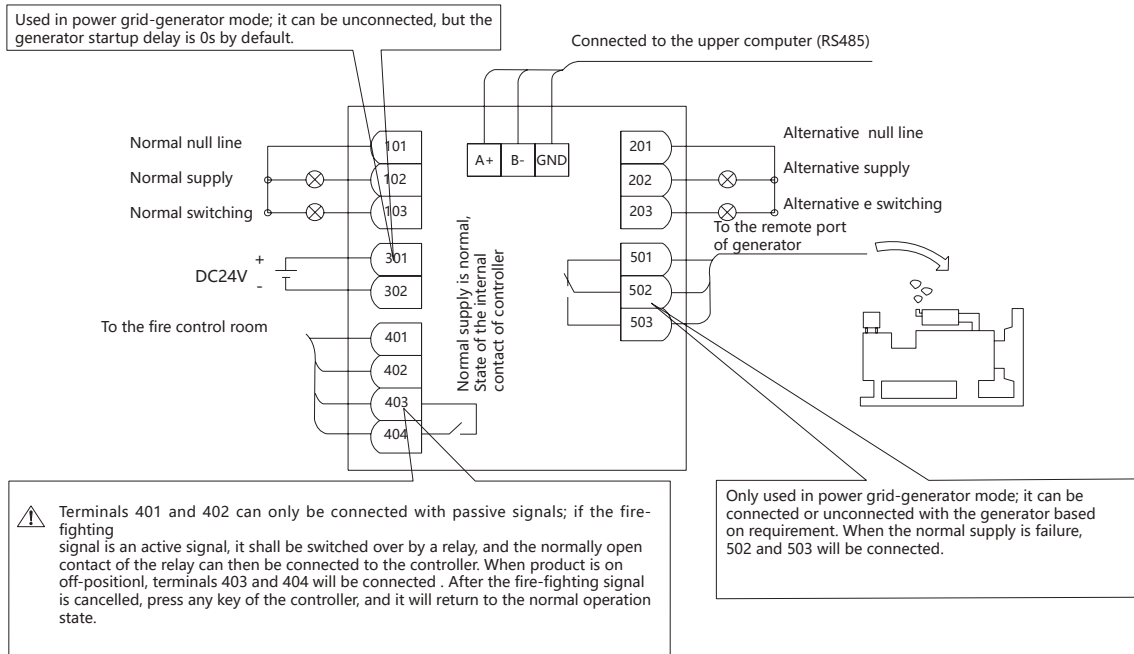 Used in power grid-generator mode; it can be unconnected, but the
generator startup delay is 0s by default.
Connected to the upper computer (RS485)
Normal null line
Normal supply
Normal switching
101
102
103
A+ B- GND
201
202
203
Alternative null line
Alternative supply
Alternative e switching
To the remote port
of generator
DC24V
+
-
301
302
Normal supply is normal,
State of the internal
contact of controller
501
502
503
To the fire control room
401
402
403
404
Terminals 401 and 402 can only be connected with passive signals; if the fire-
fighting
signal is an active signal, it shall be switched over by a relay, and the normally open
contact of the relay can then be connected to the controller. When product is on
off-positionl, terminals 403 and 404 will be connected . After the fire-fighting signal
is cancelled, press any key of the controller, and it will return to the normal operation
state.
Only used in power grid-generator mode; it can be
connected or unconnected with the generator based
on requirement. When the normal supply is failure,
502 and 503 will be connected.